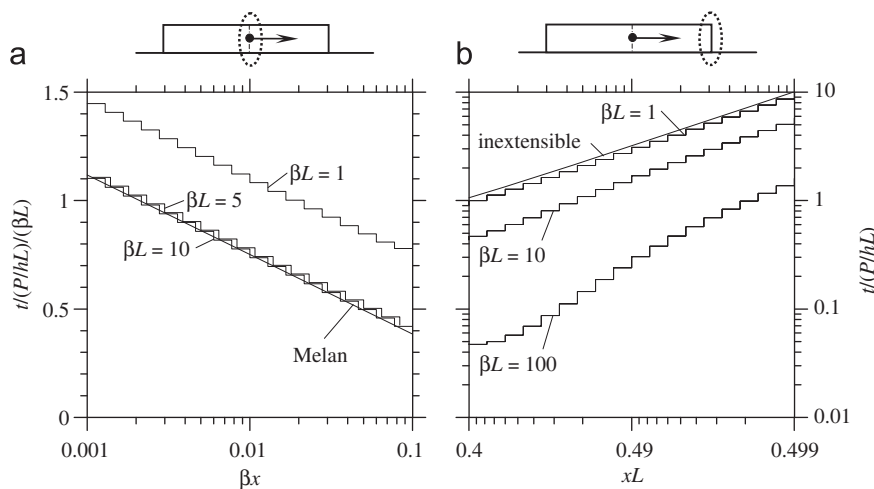 a
b
1.5
1
0.5
0
t/(P/hL)/(βL)
βL = 1
βL = 5
βL = 10
Melan
0.001
0.01
0.1
βx
inextensible
βL = 1
βL = 10
βL = 100
10
1
0.1
0.01
t/(P/hL)
0.4
0.49
0.499
xL